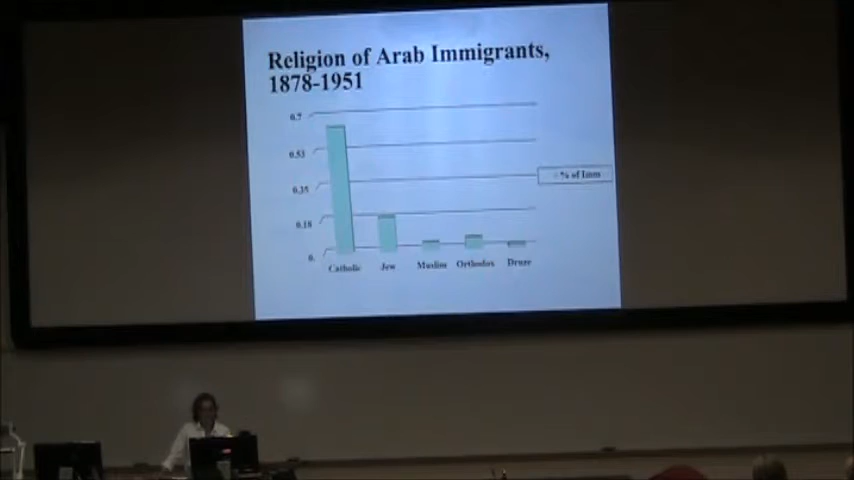 Religion of Arab Immigrants,
1878-1951
0.7
0.53
0.35
0.18
0.
% of Imm
Catholic Jew Muslim Orthodox Druze